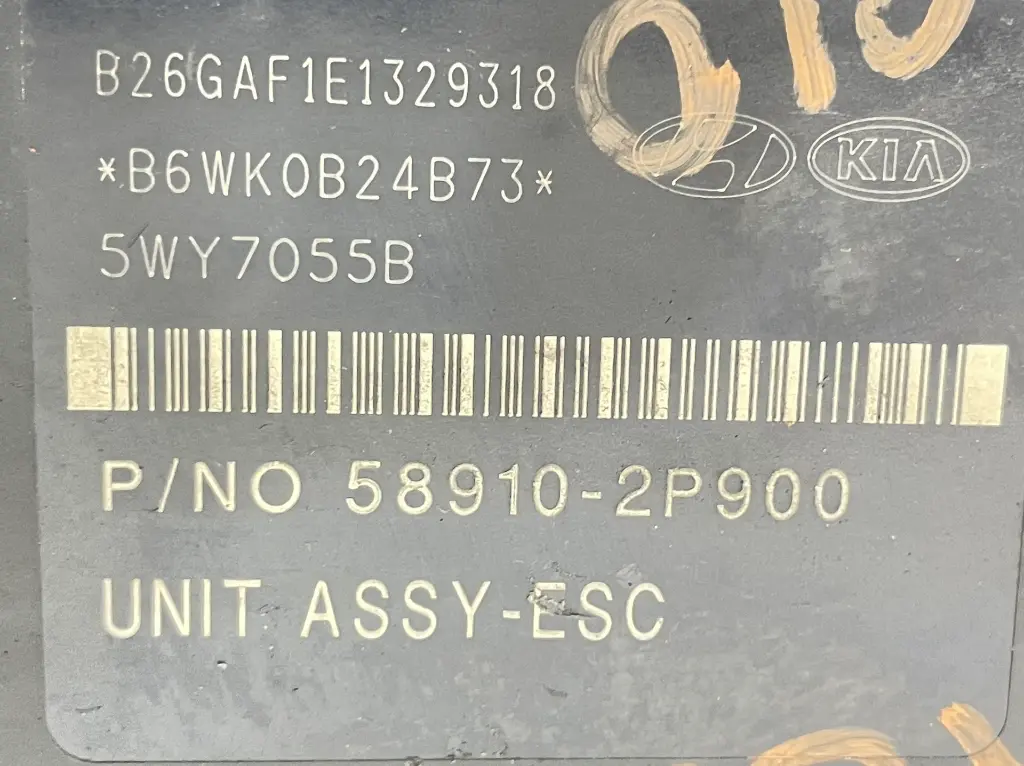 B26GAF1E1329318
*B6WK0B24B73*
KIA
5WY7055B
P/NO 58910-2P900
UNIT ASSY-ESC